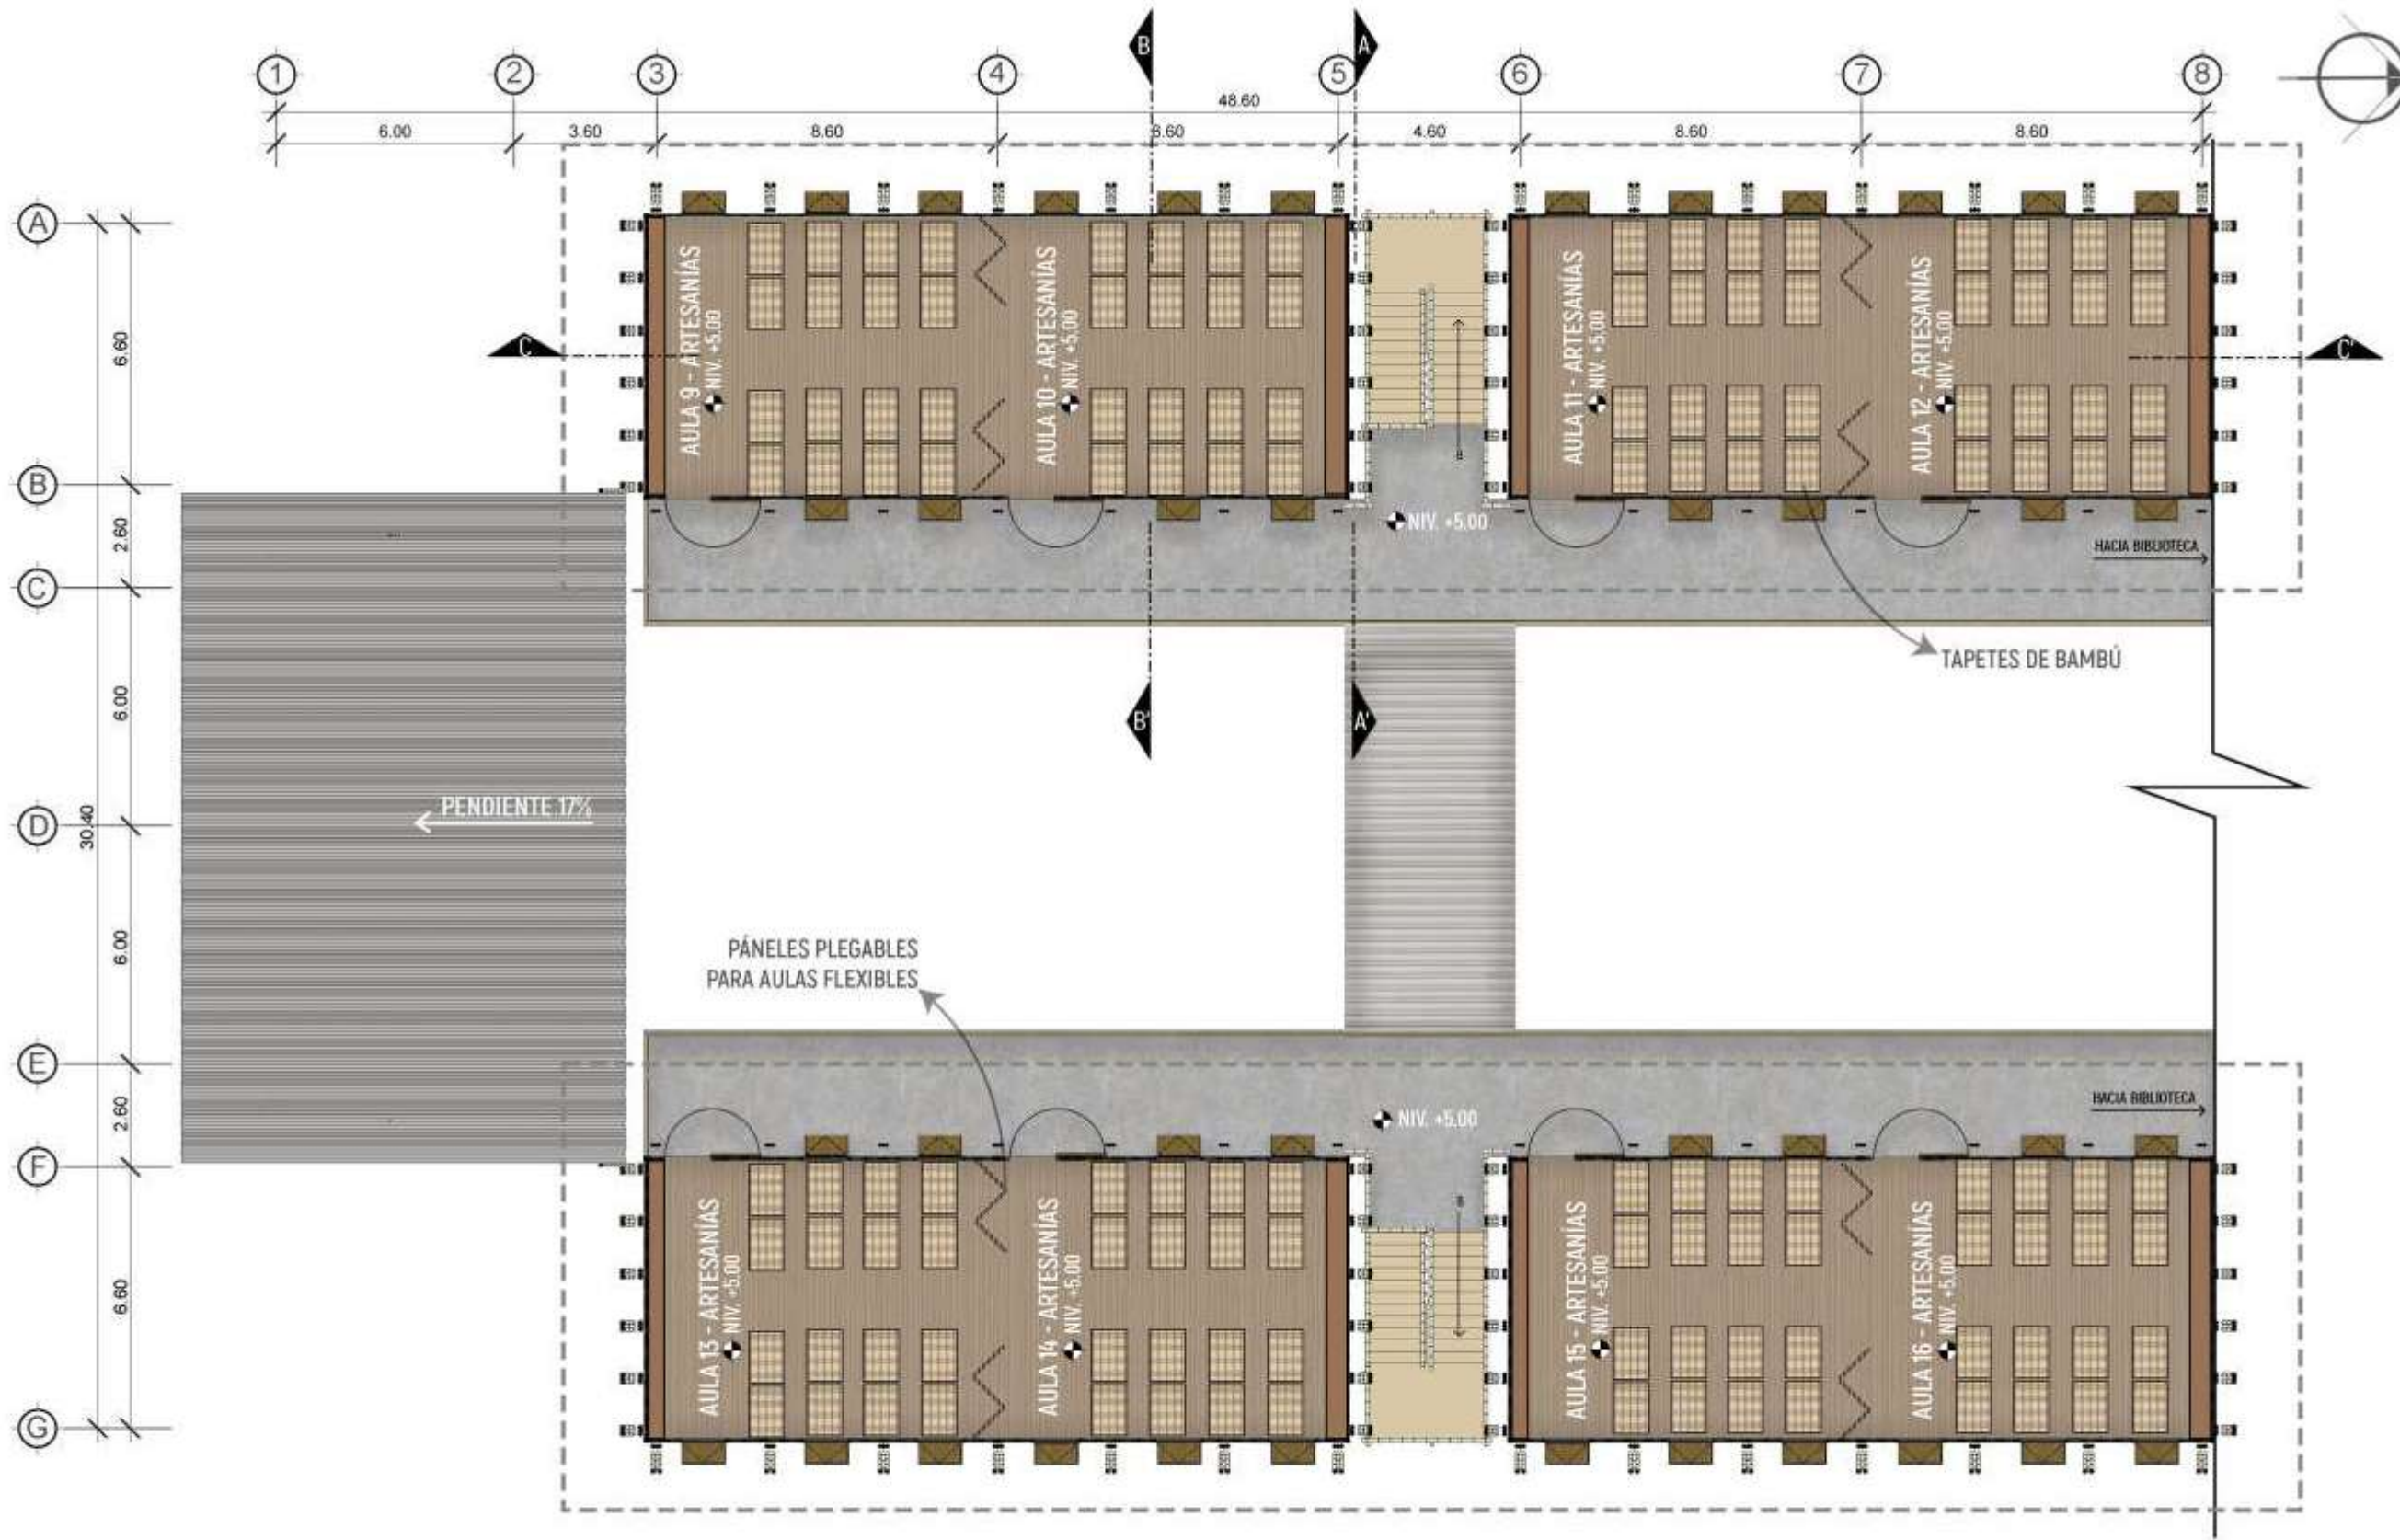 B
A
1
2
3
4
5
6
7
8
48.60
6.00
3.60
8.60
8.60
4.60
8.60
8.60
A
B
C
D
E
F
G
6.60
2.60
6.00
30.40
6.00
2.60
6.60
C
C'
AULA 9 - ARTESANÍAS
NIV. +5.00
AULA 10 - ARTESANÍAS
NIV. +5.00
AULA 11 - ARTESANÍAS
NIV. +5.00
AULA 12 - ARTESANÍAS
NIV. +5.00
NIV. +5.00
HACIA BIBLIOTECA
TAPETES DE BAMBÚ
B'
A'
PENDIENTE 17%
PÁNELES PLEGABLES
PARA AULAS FLEXIBLES
HACIA BIBLIOTECA
NIV. +5.00
AULA 13 - ARTESANÍAS
NIV. +5.00
AULA 14 - ARTESANÍAS
NIV. +5.00
AULA 15 - ARTESANÍAS
NIV. +5.00
AULA 16 - ARTESANÍAS
NIV. +5.00